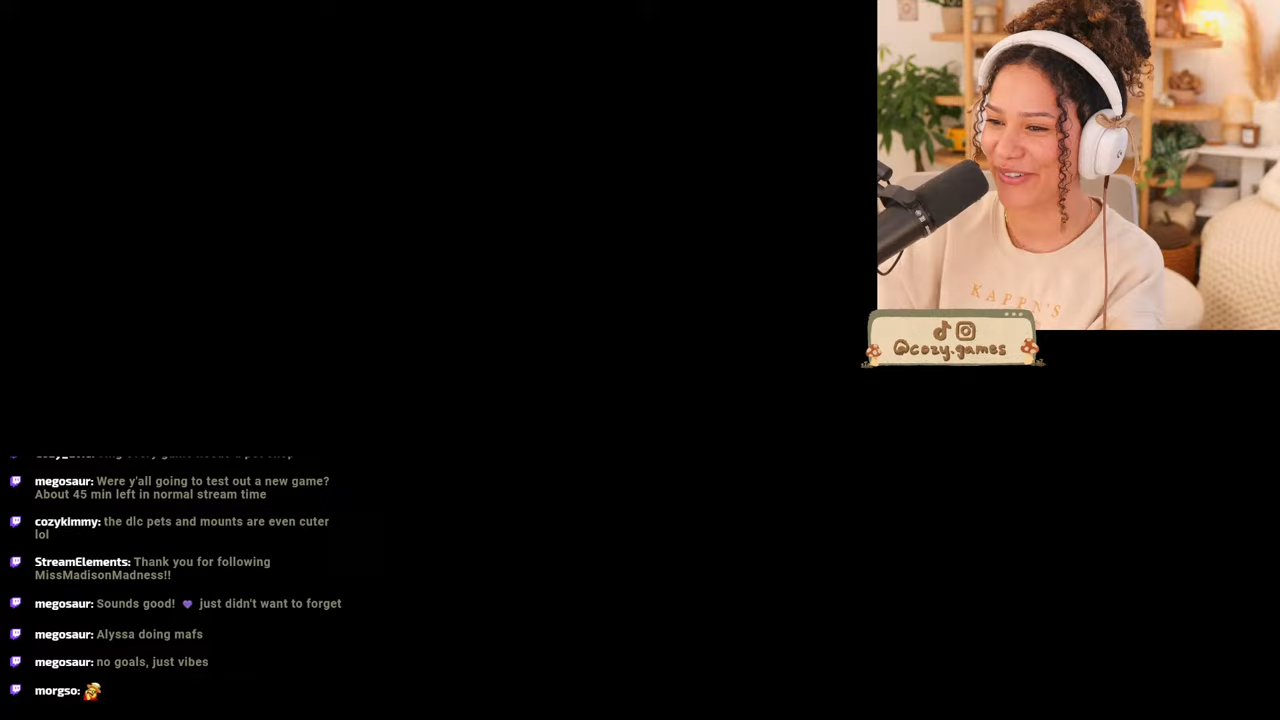 KAPPN'S
@cozy.games
megosaur: Were y'all going to test out a new game?
About 45 min left in normal stream time
cozykimmy: the dlc pets and mounts are even cuter
lol
StreamElements: Thank you for following
MissMadisonMadness!!
megosaur: Sounds good! 💜 just didn't want to forget
megosaur: Alyssa doing mafs
megosaur: no goals, just vibes
morgso: